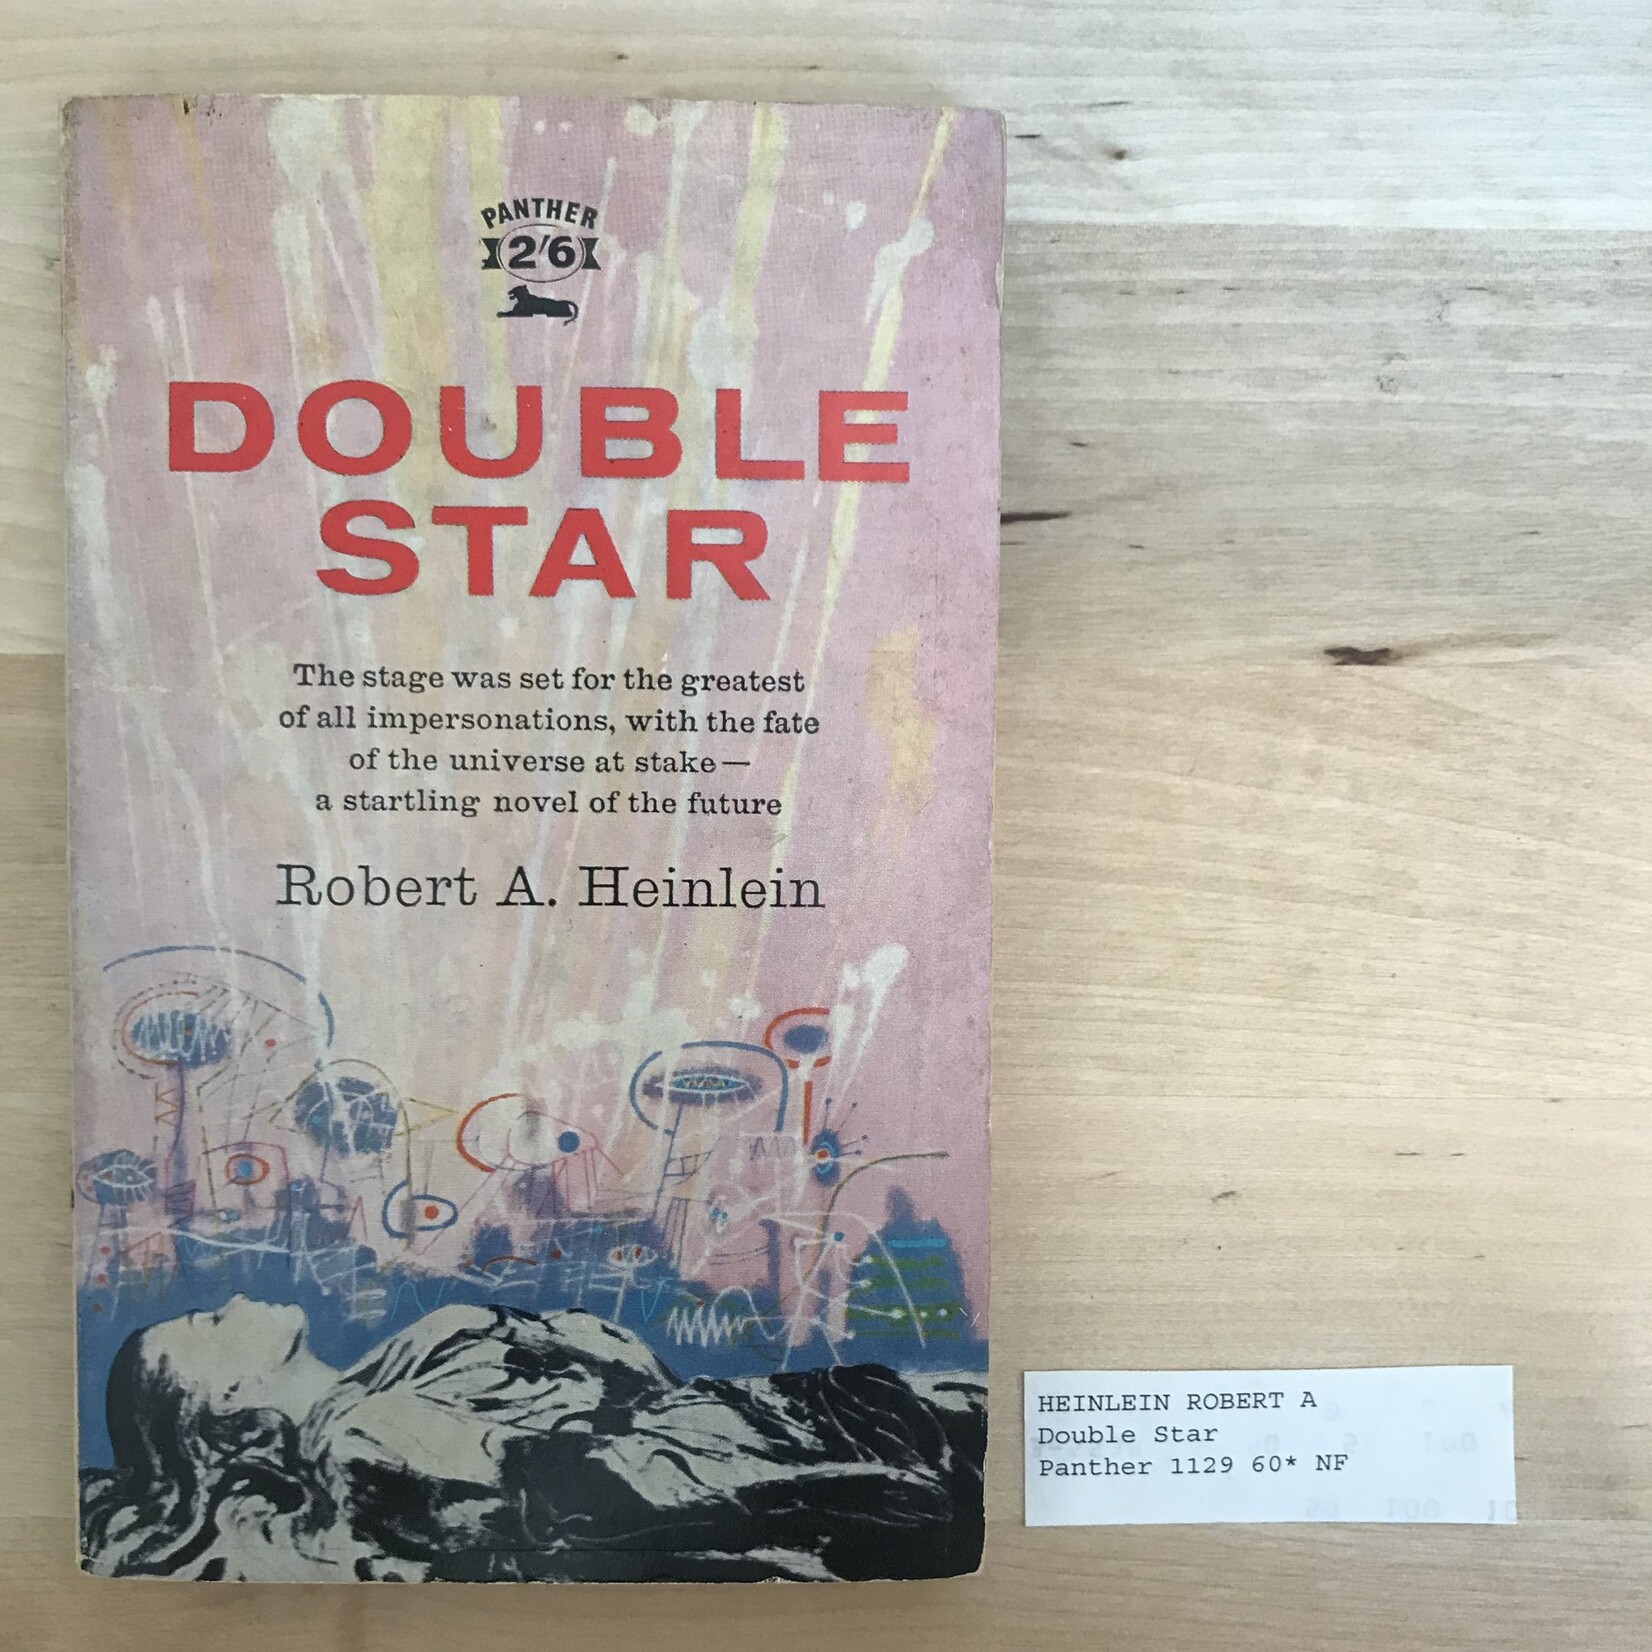 PANTHER
2'6
DOUBLE
STAR
The stage was set for the greatest
of all impersonations, with the fate
of the universe at stake—
a startling novel of the future
Robert A. Heinlein
HEINLEIN ROBERT A
Double Star
Panther 1129 60* NF